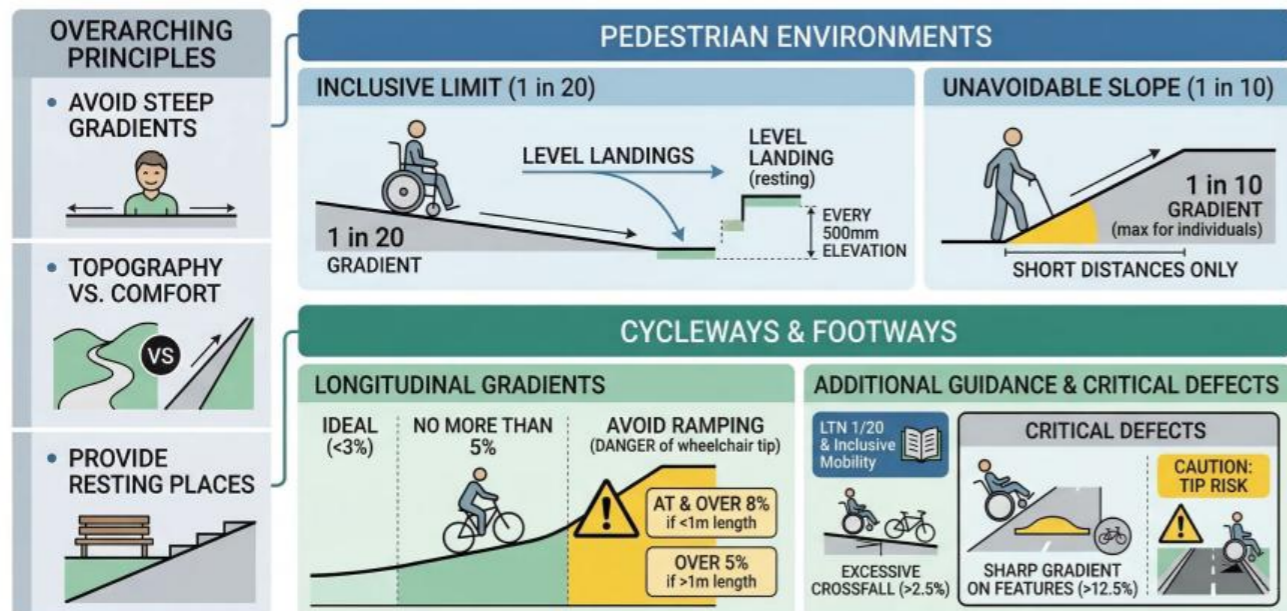 OVERARCHING
PRINCIPLES
• AVOID STEEP
GRADIENTS
• TOPOGRAPHY
VS. COMFORT
VS
• PROVIDE
RESTING PLACES
PEDESTRIAN ENVIRONMENTS
INCLUSIVE LIMIT (1 in 20)
LEVEL LANDINGS
LEVEL
LANDING
(resting)
EVERY
500mm
ELEVATION
1 in 20
GRADIENT
UNAVOIDABLE SLOPE (1 in 10)
1 in 10
GRADIENT
(max for individuals)
SHORT DISTANCES ONLY
CYCLEWAYS & FOOTWAYS
LONGITUDINAL GRADIENTS
IDEAL
(<3%)
NO MORE THAN
5%
AVOID RAMPING
(DANGER of wheelchair tip)
AT & OVER 8%
if <1m length
OVER 5%
if >1m length
ADDITIONAL GUIDANCE & CRITICAL DEFECTS
LTN 1/20
& Inclusive
Mobility
EXCESSIVE
CROSSFALL (>2.5%)
CRITICAL DEFECTS
SHARP GRADIENT
ON FEATURES (>12.5%)
CAUTION:
TIP RISK